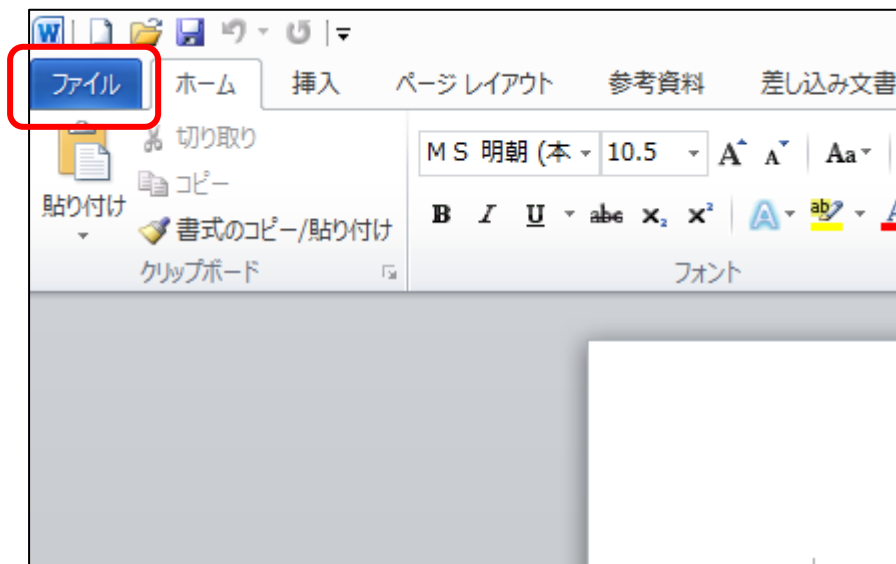 ファイル ホーム 挿入 ページ レイアウト 参考資料 差し込み文書
切り取り
コピー
貼り付け
書式のコピー/貼り付け
クリップボード
ＭＳ 明朝 (本 10.5 Aa
B I U abc x₂ x²
フォント